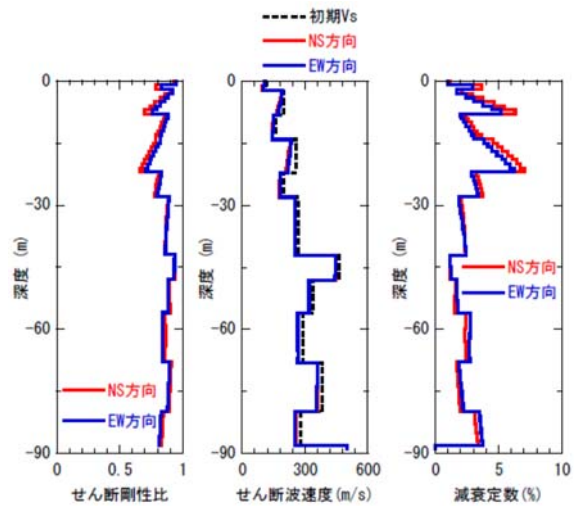 初期Vs
NS方向
EW方向
0
-30
-60
-90
深度 (m)
NS方向
EW方向
0 0.5 1
せん断剛性比
0
-30
-60
-90
深度 (m)
0 300 600
せん断波速度(m/s)
0
-30
-60
-90
深度 (m)
NS方向
EW方向
0 5 10
減衰定数(%)